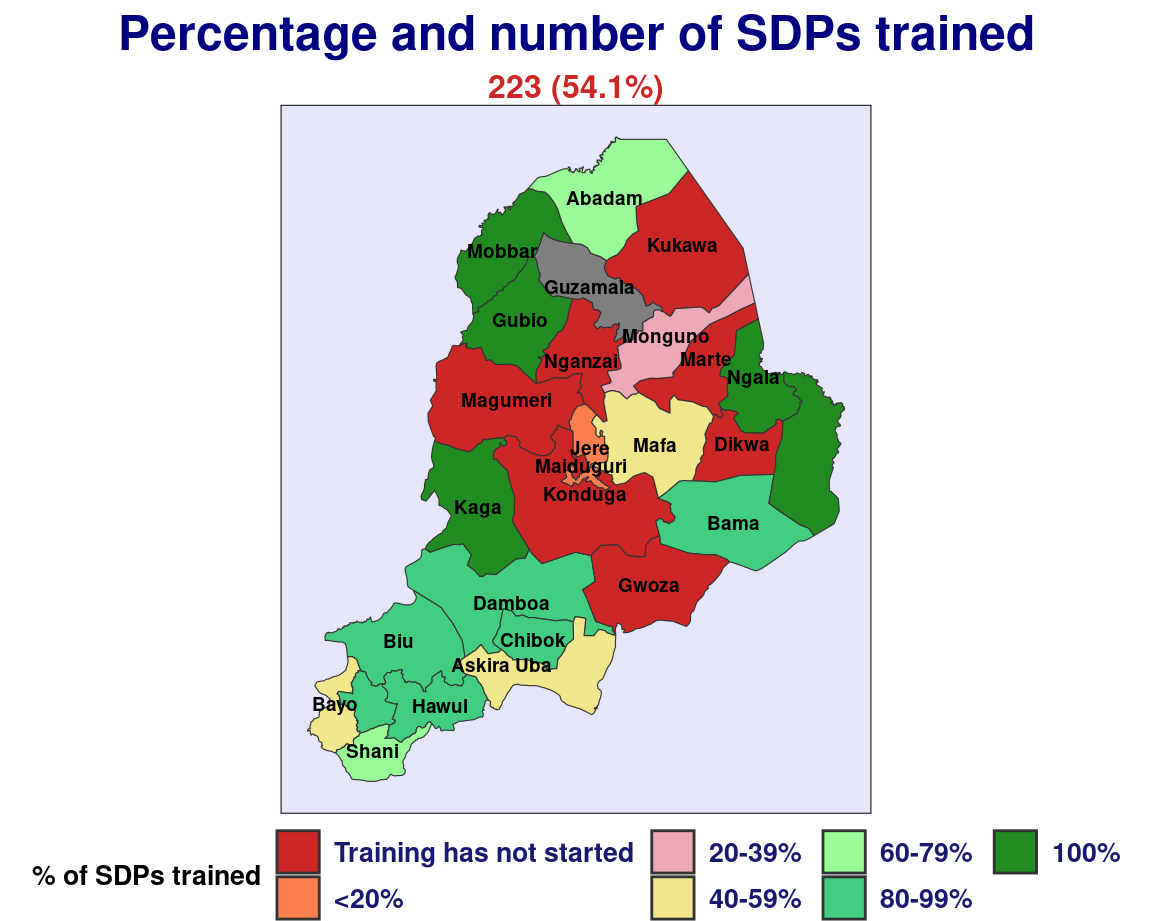 Percentage and number of SDPs trained
223 (54.1%)
Abadam
Kukawa
Mobbar
Guzamala
Gubio
Monguno
Nganzai
Marte
Ngala
Magumeri
Jere
Mafa
Dikwa
Maiduguri
Konduga
Kaga
Bama
Gwoza
Damboa
Biu
Chibok
Askira Uba
Bayo
Hawul
Shani
% of SDPs trained
Training has not started
<20%
20-39%
40-59%
60-79%
80-99%
100%